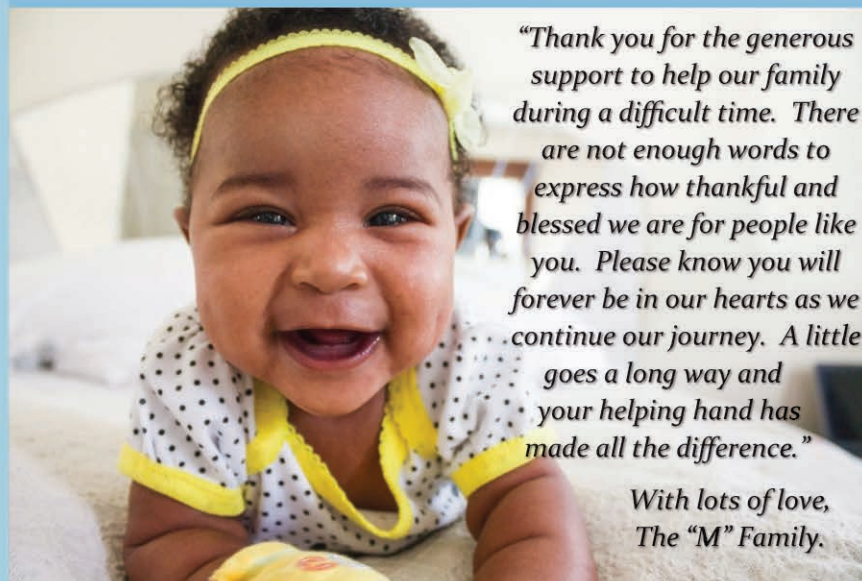 “Thank you for the generous
support to help our family
during a difficult time.  There
are not enough words to
express how thankful and
blessed we are for people like
you.  Please know you will
forever be in our hearts as we
continue our journey.  A little
goes a long way and
your helping hand has
made all the difference.”
With lots of love,
The “M” Family.